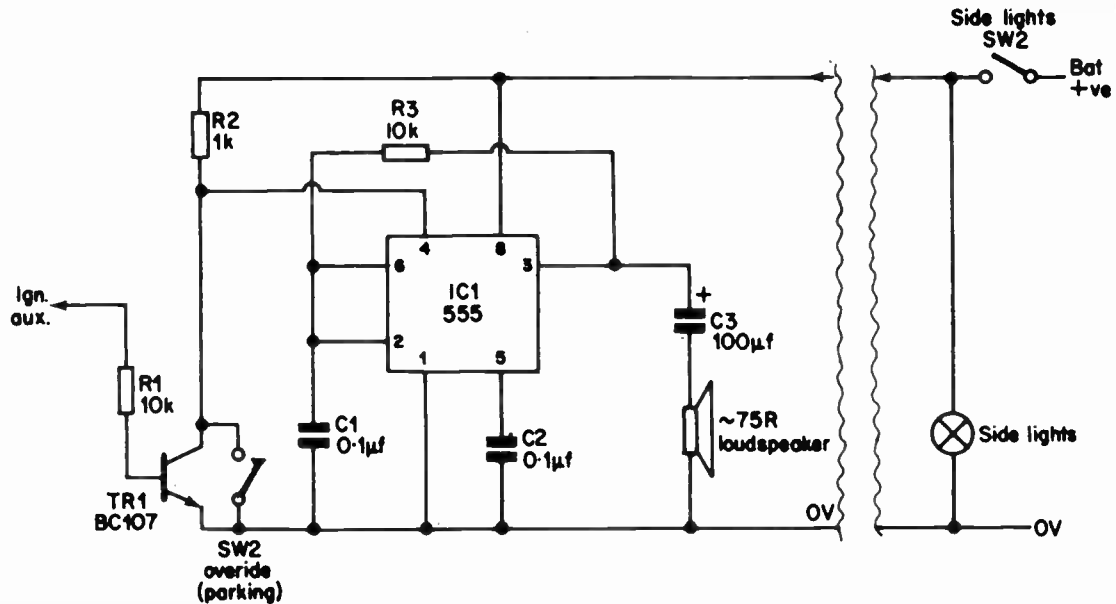 Side lights
SW2
Bat
+ve
R2
1k
R3
10k
4
8
6
3
IC1
555
2
1
5
Ign.
aux.
+
C3
100µf
R1
10k
C1
0·1µf
C2
0·1µf
~75R
loudspeaker
Side lights
TR1
BC107
SW2
overide
(parking)
OV
OV